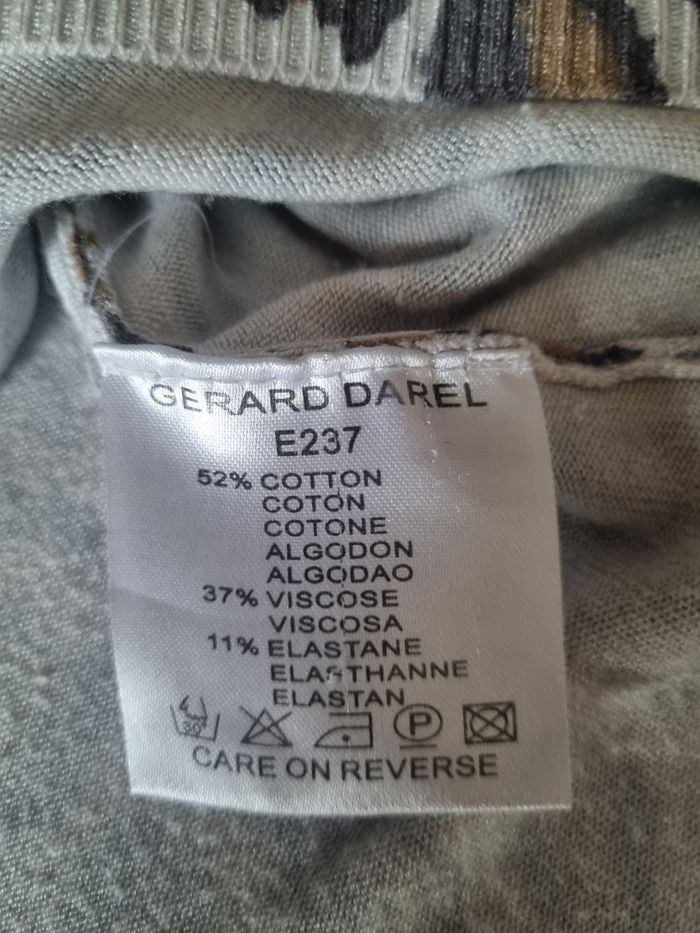 GERARD DAREL
E237
52% COTTON
COTON
COTONE
ALGODON
ALGODAO
37% VISCOSE
VISCOSA
11% ELASTANE
ELASTHANNE
ELASTAN
30 P
CARE ON REVERSE